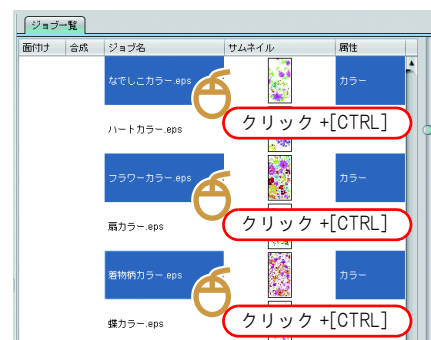 ジョブ一覧
面付け 合成 ジョブ名 サムネイル 属性
なでしこカラー.eps カラー
クリック +[CTRL]
ハートカラー.eps
フラワーカラー.eps カラー
クリック +[CTRL]
扇カラー.eps
着物柄カラー.eps カラー
クリック +[CTRL]
蝶カラー.eps